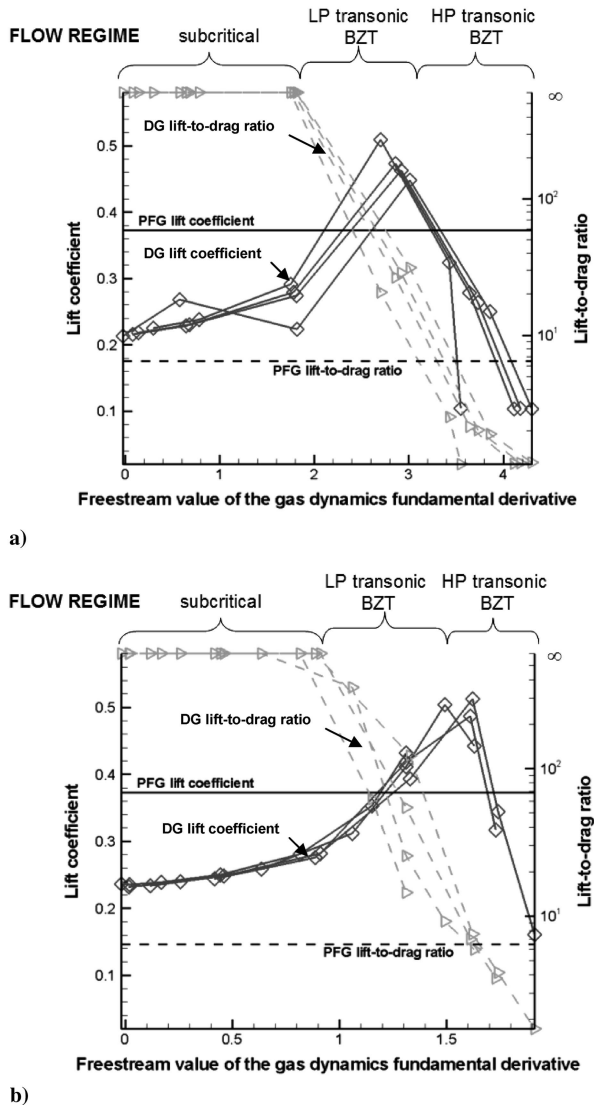 FLOW REGIME
subcritical
LP transonic
BZT
HP transonic
BZT
∞
DG lift-to-drag ratio
0.5
10²
PFG lift coefficient
0.4
DG lift coefficient
0.3
10¹
0.2
PFG lift-to-drag ratio
0.1
Lift coefficient
Lift-to-drag ratio
0 1 2 3 4
Freestream value of the gas dynamics fundamental derivative
a)
FLOW REGIME
subcritical
LP transonic
BZT
HP transonic
BZT
∞
0.5
DG lift-to-drag ratio
10²
PFG lift coefficient
0.4
DG lift coefficient
0.3
0.2
10¹
PFG lift-to-drag ratio
0.1
Lift coefficient
Lift-to-drag ratio
0 0.5 1 1.5
Freestream value of the gas dynamics fundamental derivative
b)